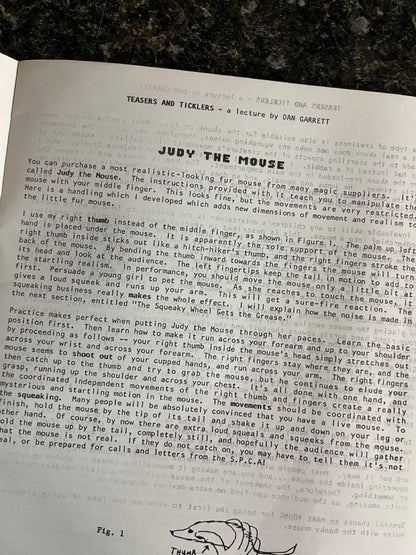 TEASERS AND TICKLERS - a lecture by DAN GARRETT
JUDY THE MOUSE
You can purchase a most realistic-looking fur mouse from many magic suppliers. It's
called Judy the Mouse. The instructions provided with it teach you to manipulate the
mouse with your middle finger. This looks fine, but the movements are very restricted.
Here is a handling which I developed which adds new dimensions of movement and realism to
the little fur mouse.
I use my right thumb instead of the middle finger, as shown in Figure 1. The palm up left
hand is placed under the mouse. It is apparently the sole support of the mouse. The
right thumb inside sticks out like a hitch-hiker's thumb, and the right fingers stroke the
back of the mouse. By bending the thumb inward towards the fingers the mouse will turn
its head and look at the audience. The left fingertips keep the tail in motion to add to
the startling realism. In performance, you should move the mouse only a little bit at
first. Persuade a young girl to pet the mouse. As she reaches to touch the mouse, it
gives a loud squeek and runs up your arm. This will get a sure-fire reaction. The
squeaking business really makes the whole effect. I will explain how the noise is made in
the next section, entitled "The Squeaky Wheel Gets the Grease."
Practice makes perfect when putting Judy the Mouse through her paces. Learn the basic
position first. Then learn how to make it run across your forearm and up to your shoulder
by proceeding as follows -- your right thumb inside the mouse's head simply stretches out
across your wrist and across your forearm. The right fingers stay where they are, and the
mouse seems to shoot out of your cupped hands, and run across your arm. The right fingers
then catch up to the thumb and try to grab the mouse, but he continues to elude your
grasp, running up the shoulder and across your chest. It's all done with one hand, and
the coordinated independent movements of the right thumb and fingers create a really
mysterious and startling motion in the mouse. The movements should be coordinated with
the squeaking. Many people will be absolutely convinced that you have a live mouse. To
finish, hold the mouse by the tip of its tail and shake it up and down on your leg or
other hand. Of course, by now there are extra loud squeals and squeeks from the mouse.
Hold the mouse up by the tail, completely still, and hopefully the audience will gather
that the mouse is not real. If they do not catch on, you may have to tell them it's not
real, or be prepared for calls and letters from the S.P.C.A!
Fig. 1
THUMB